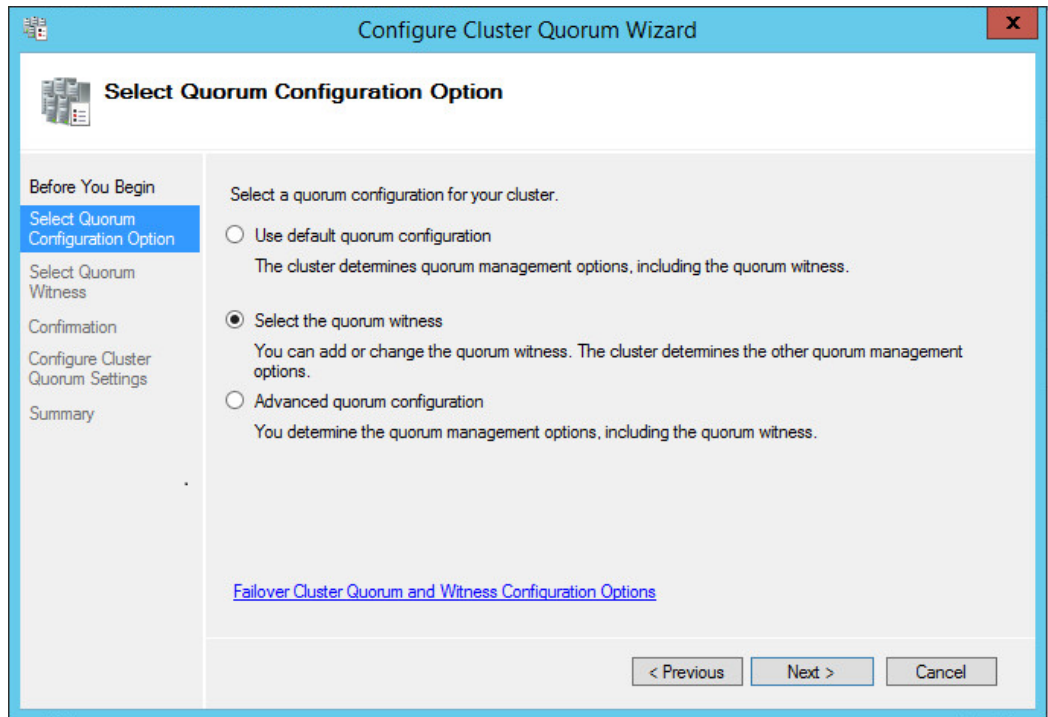 Configure Cluster Quorum Wizard
x
Select Quorum Configuration Option
Before You Begin
Select Quorum
Configuration Option
Select Quorum
Witness
Confirmation
Configure Cluster
Quorum Settings
Summary
Select a quorum configuration for your cluster.
Use default quorum configuration
The cluster determines quorum management options, including the quorum witness.
Select the quorum witness
You can add or change the quorum witness. The cluster determines the other quorum management
options.
Advanced quorum configuration
You determine the quorum management options, including the quorum witness.
Failover Cluster Quorum and Witness Configuration Options
< Previous
Next >
Cancel